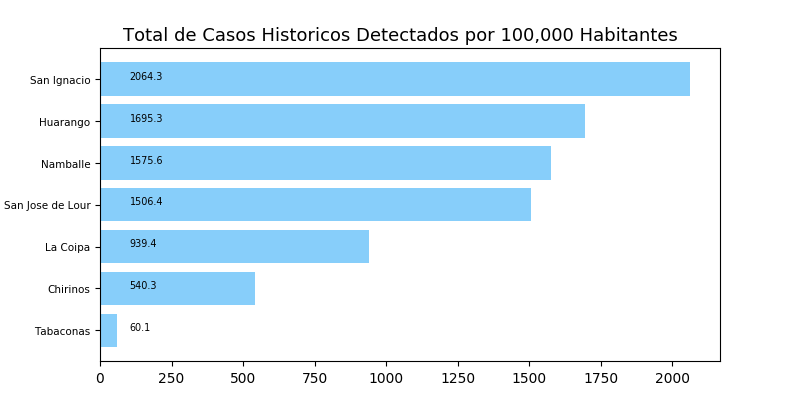 Total de Casos Historicos Detectados por 100,000 Habitantes
San Ignacio 2064.3
Huarango 1695.3
Namballe 1575.6
San Jose de Lour 1506.4
La Coipa 939.4
Chirinos 540.3
Tabaconas 60.1
0 250 500 750 1000 1250 1500 1750 2000